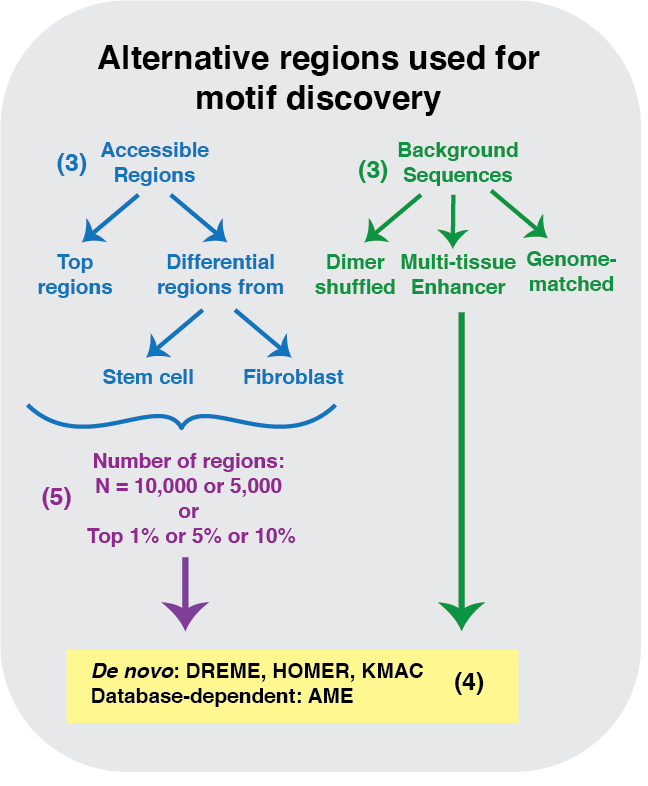 Alternative regions used for
motif discovery
(3) Accessible
Regions
(3) Background
Sequences
Top
regions
Differential
regions from
Dimer
shuffled
Multi-tissue
Enhancer
Genome-
matched
Stem cell
Fibroblast
Number of regions:
(5) N = 10,000 or 5,000
or
Top 1% or 5% or 10%
De novo: DREME, HOMER, KMAC (4)
Database-dependent: AME